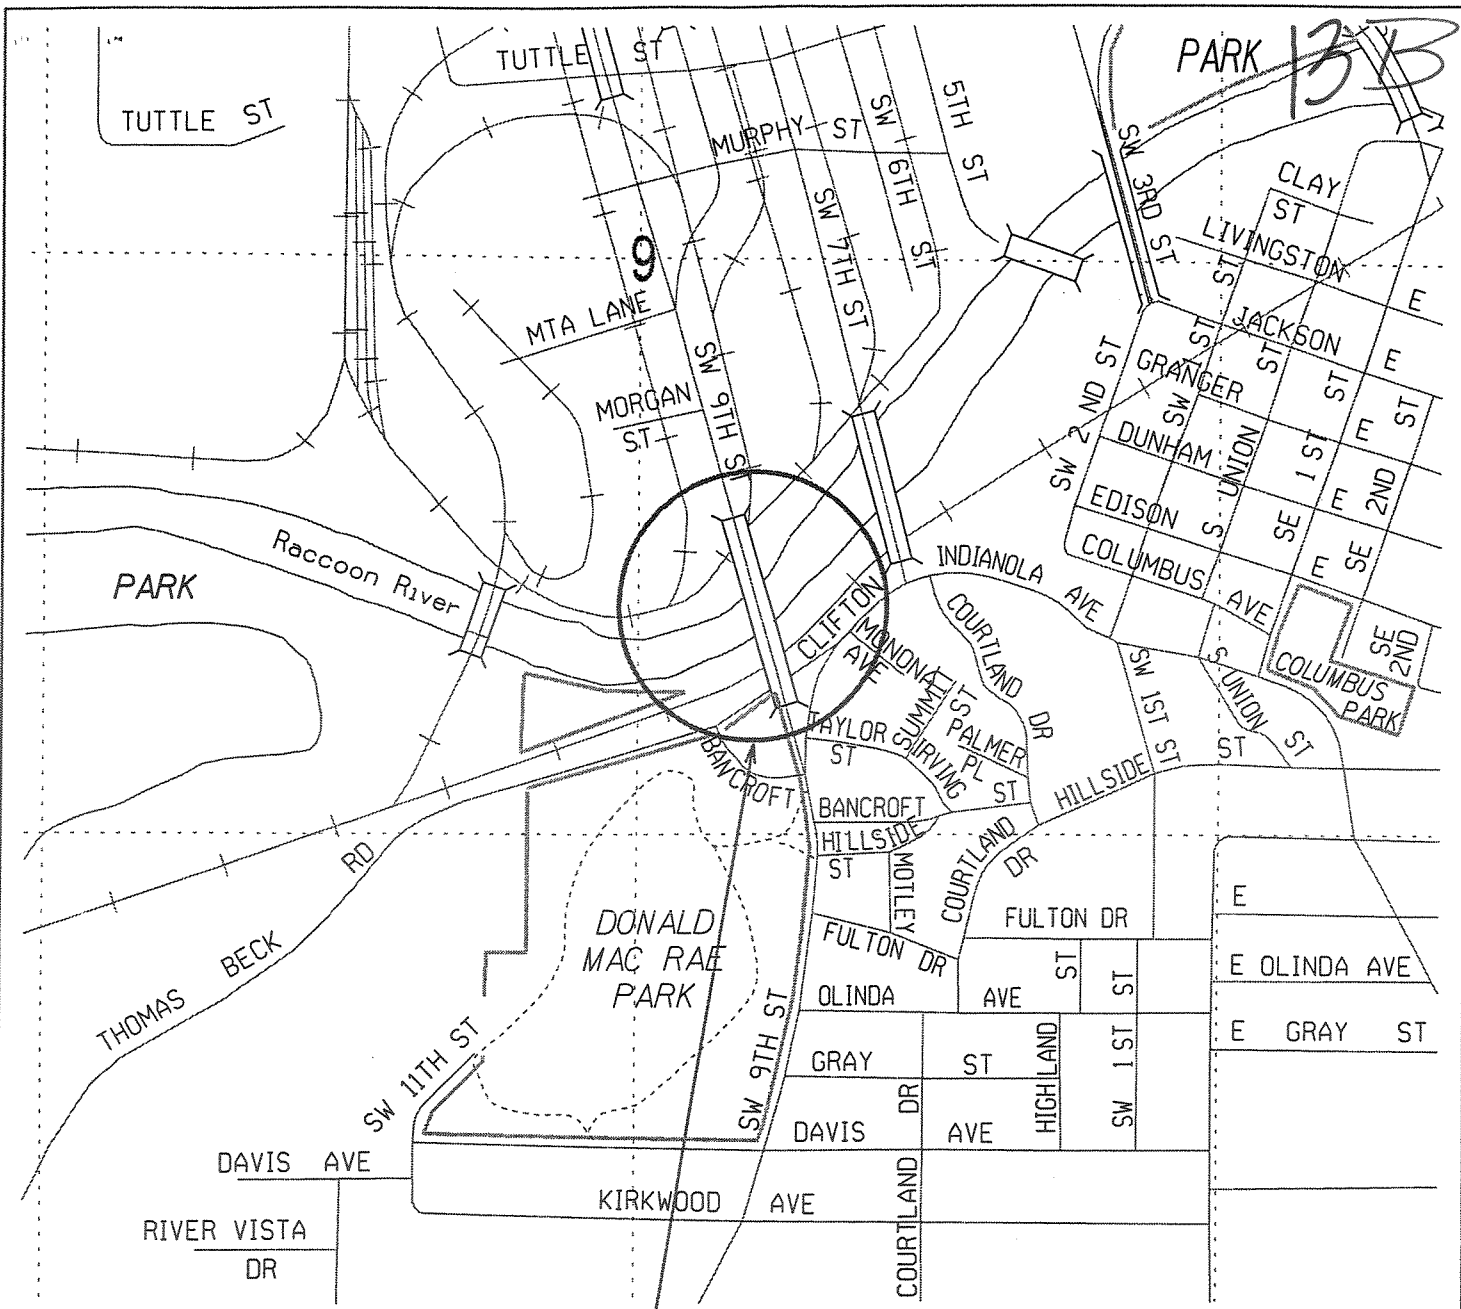 TUTTLE ST
TUTTLE ST
PARK 13 B
MURPHY ST
SW 6TH ST
5TH ST
SW 7TH ST
SW 3RD ST
CLAY ST
LIVINGSTON
E
9
MTA LANE
MORGAN ST
SW 9TH ST
SW 2ND ST
SW 1 ST ST
JACKSON
E
GRANGER
E
DUNHAM
E
EDISON
E
COLUMBUS AVE
S UNION ST
SE 1 ST ST
SE 2ND ST
Raccoon River
PARK
CLIFTON
INDIANOLA AVE
MONONA AVE
COURTLAND DR
SUMMIT ST
SW 1ST ST
S UNION ST
SE 2ND
COLUMBUS PARK
BANCROFT
TAYLOR ST
IRVING
PALMER PL
ST
BANCROFT
HILLSIDE ST
HILLSIDE ST
COURTLAND DR
MOTLEY
THOMAS BECK RD
DONALD
MAC RAE
PARK
FULTON DR
FULTON DR
E
OLINDA AVE
E OLINDA AVE
ST
ST
GRAY ST
E GRAY ST
HIGHLAND
SW 1 ST
SW 9TH ST
SW 11TH ST
DAVIS AVE
DAVIS AVE
COURTLAND DR
KIRKWOOD AVE
RIVER VISTA
DR